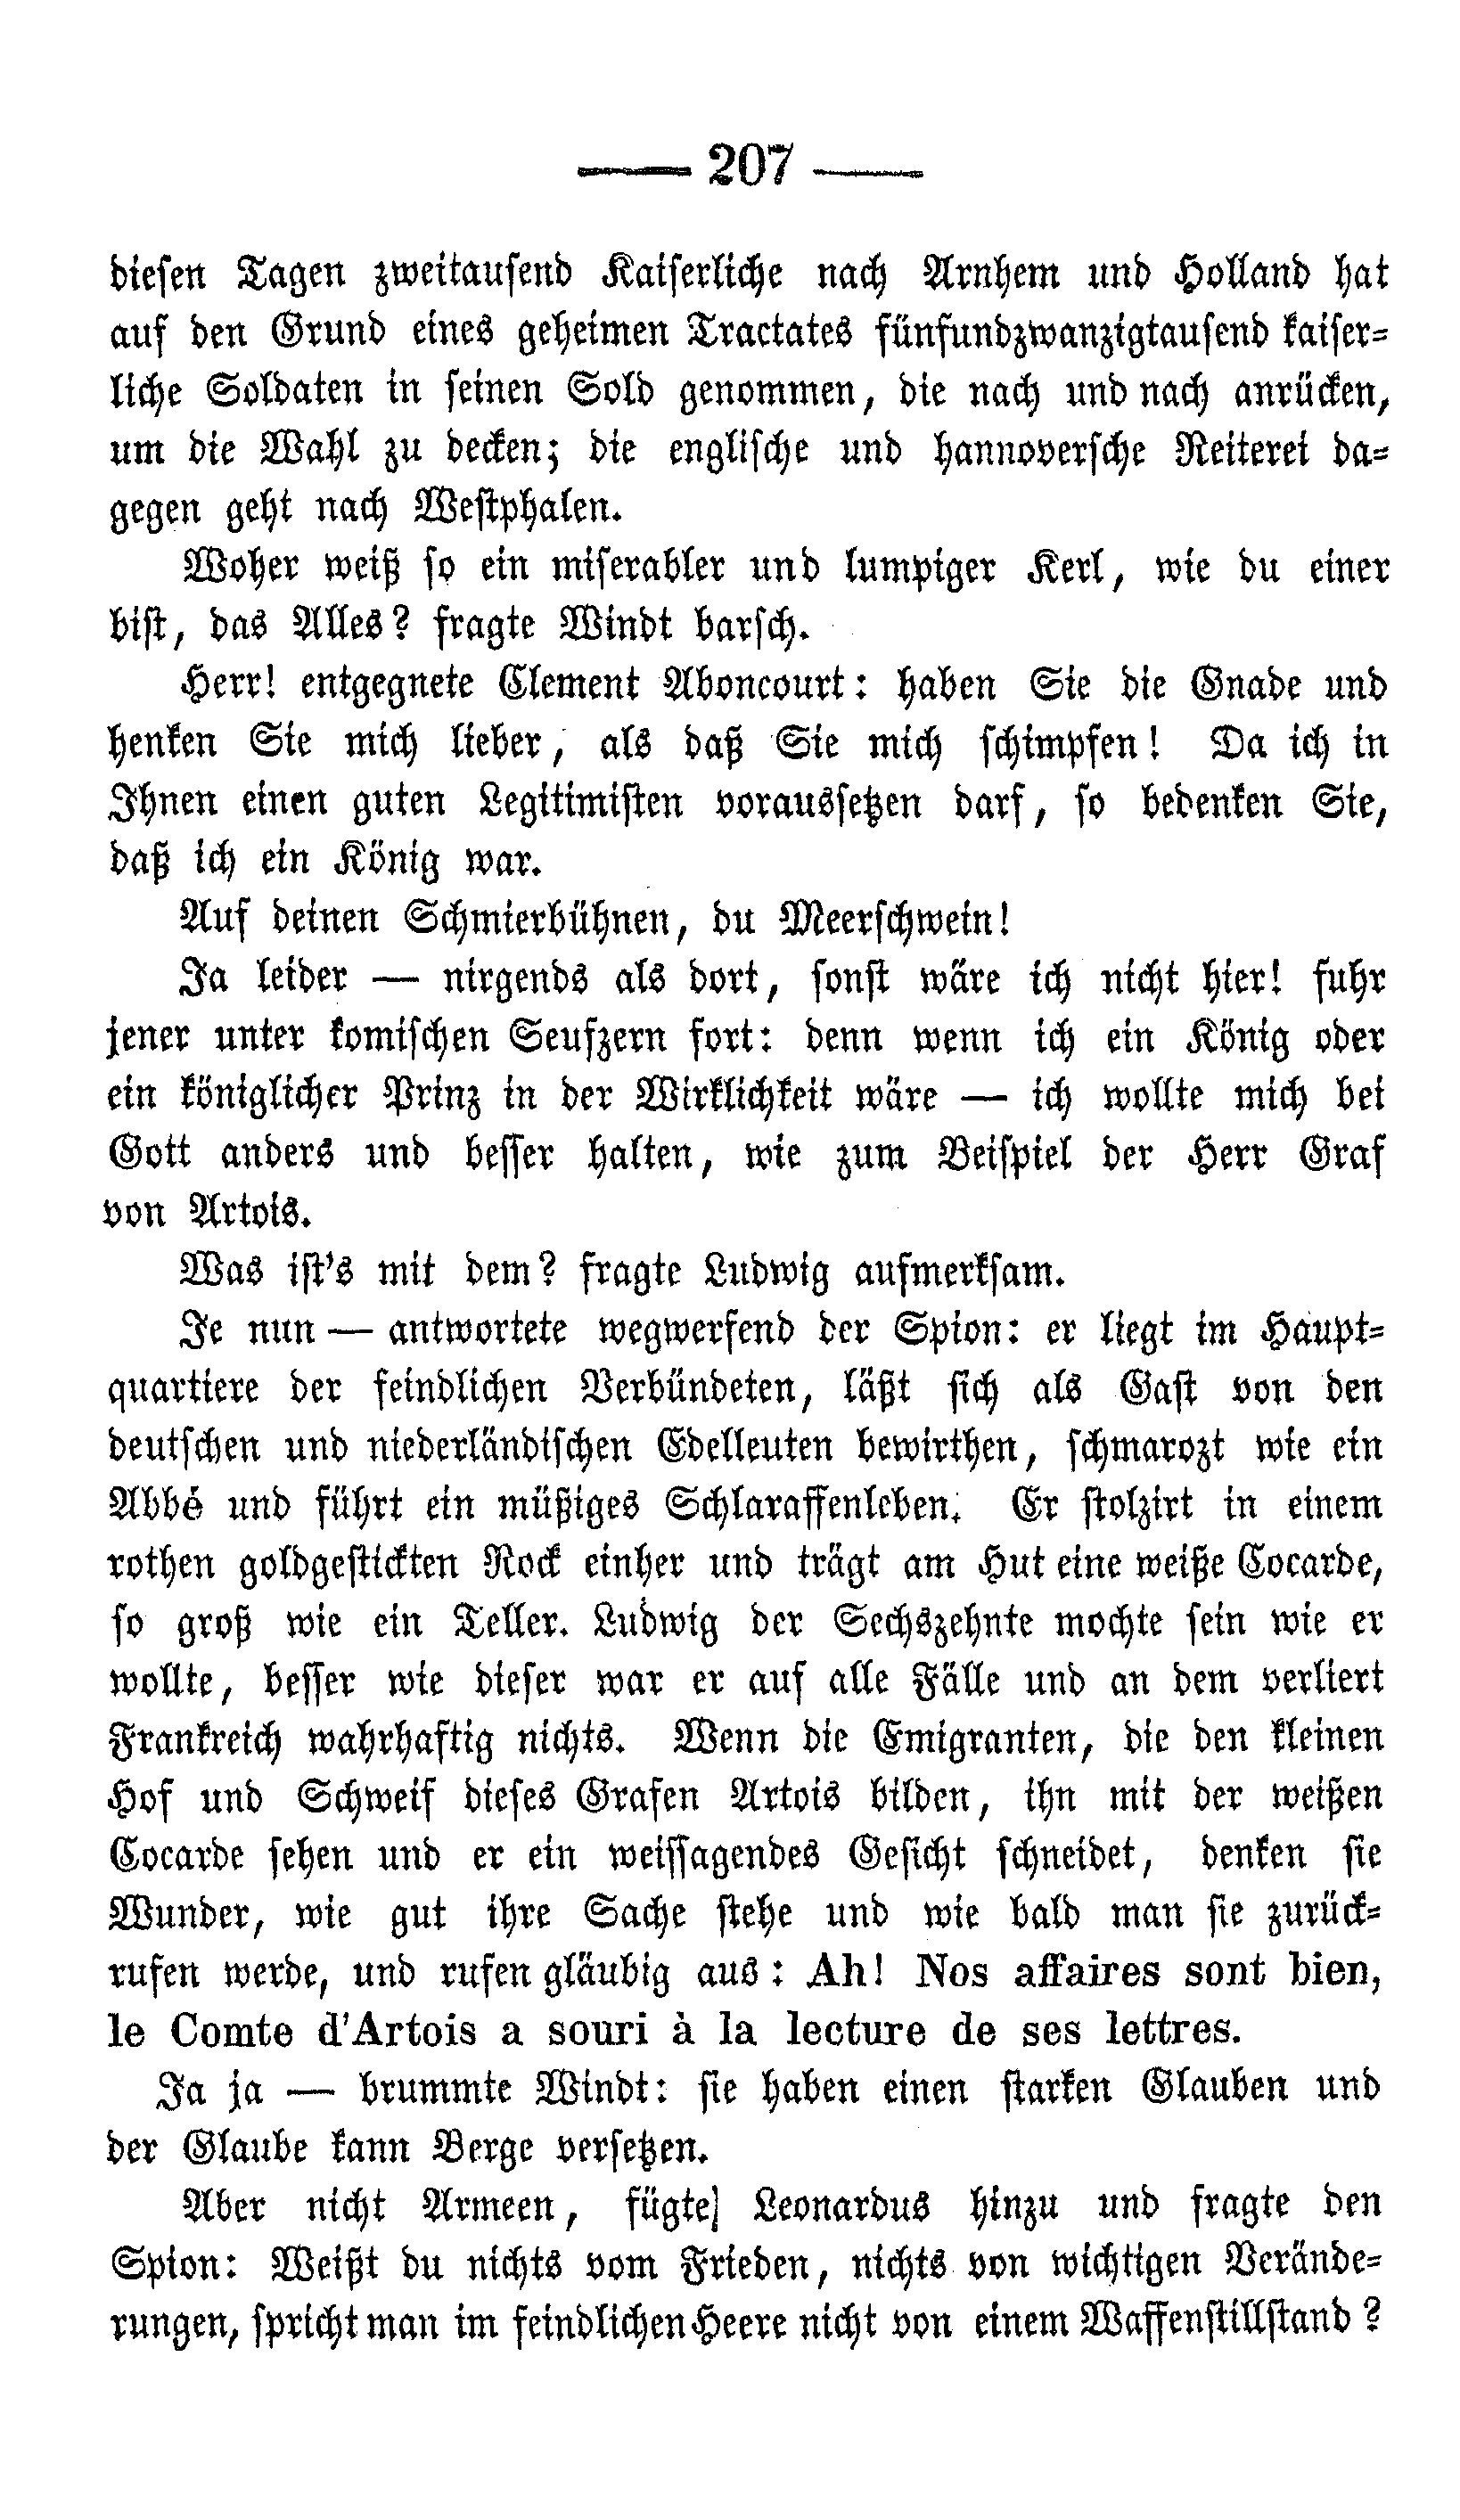 — 207 —
diesen Tagen zweitausend Kaiserliche nach Arnhem und Holland hat
auf den Grund eines geheimen Tractates fünfundzwanzigtausend kaiser-
liche Soldaten in seinen Sold genommen, die nach und nach anrücken,
um die Wahl zu decken; die englische und hannoversche Reiterei da-
gegen geht nach Westphalen.
Woher weiß so ein miserabler und lumpiger Kerl, wie du einer
bist, das Alles? fragte Windt barsch.
Herr! entgegnete Clement Aboncourt: haben Sie die Gnade und
henken Sie mich lieber, als daß Sie mich schimpfen! Da ich in
Ihnen einen guten Legitimisten voraussetzen darf, so bedenken Sie,
daß ich ein König war.
Auf deinen Schmierbühnen, du Meerschwein!
Ja leider — nirgends als dort, sonst wäre ich nicht hier! fuhr
jener unter komischen Seufzern fort: denn wenn ich ein König oder
ein königlicher Prinz in der Wirklichkeit wäre — ich wollte mich bei
Gott anders und besser halten, wie zum Beispiel der Herr Graf
von Artois.
Was ist's mit dem? fragte Ludwig aufmerksam.
Je nun — antwortete wegwerfend der Spion: er liegt im Haupt-
quartiere der feindlichen Verbündeten, läßt sich als Gast von den
deutschen und niederländischen Edelleuten bewirthen, schmarozt wie ein
Abbé und führt ein müßiges Schlaraffenleben. Er stolzirt in einem
rothen goldgestickten Rock einher und trägt am Hut eine weiße Cocarde,
so groß wie ein Teller. Ludwig der Sechszehnte mochte sein wie er
wollte, besser wie dieser war er auf alle Fälle und an dem verliert
Frankreich wahrhaftig nichts. Wenn die Emigranten, die den kleinen
Hof und Schweif dieses Grafen Artois bilden, ihn mit der weißen
Cocarde sehen und er ein weissagendes Gesicht schneidet, denken sie
Wunder, wie gut ihre Sache stehe und wie bald man sie zurück-
rufen werde, und rufen gläubig aus: Ah! Nos affaires sont bien,
le Comte d'Artois a souri à la lecture de ses lettres.
Ja ja — brummte Windt: sie haben einen starken Glauben und
der Glaube kann Berge versetzen.
Aber nicht Armeen, fügte] Leonardus hinzu und fragte den
Spion: Weißt du nichts vom Frieden, nichts von wichtigen Verände-
rungen, spricht man im feindlichen Heere nicht von einem Waffenstillstand?